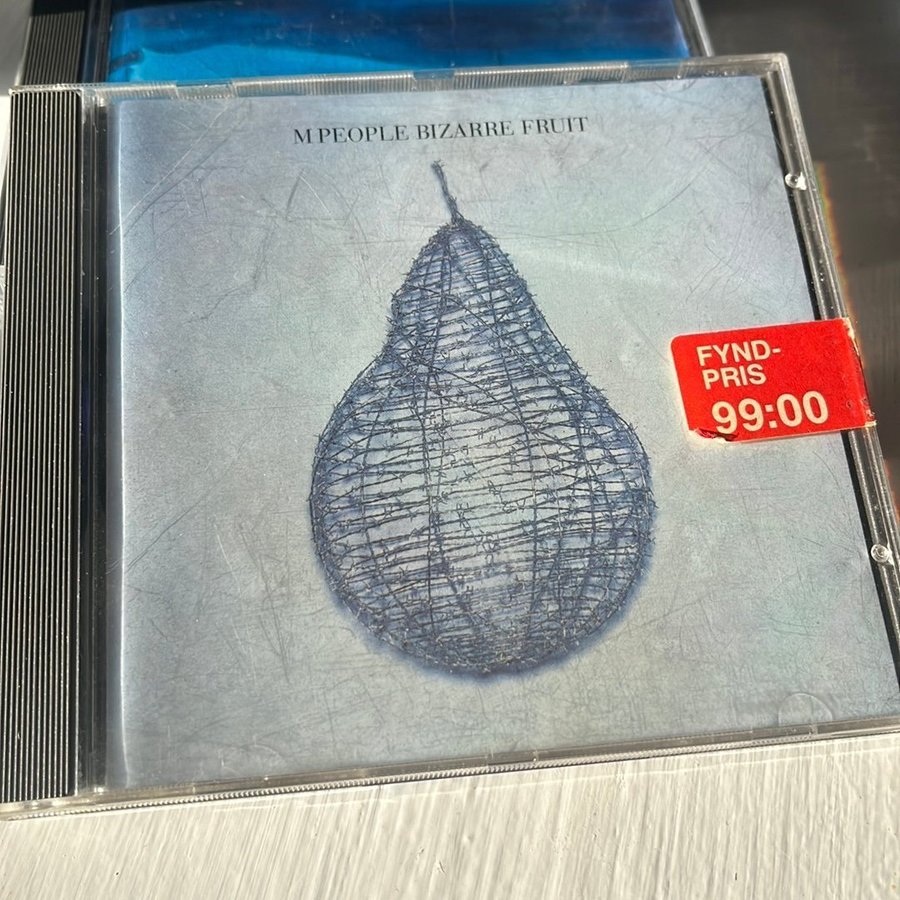 M PEOPLE BIZARRE FRUIT
FYND-
PRIS
99:00